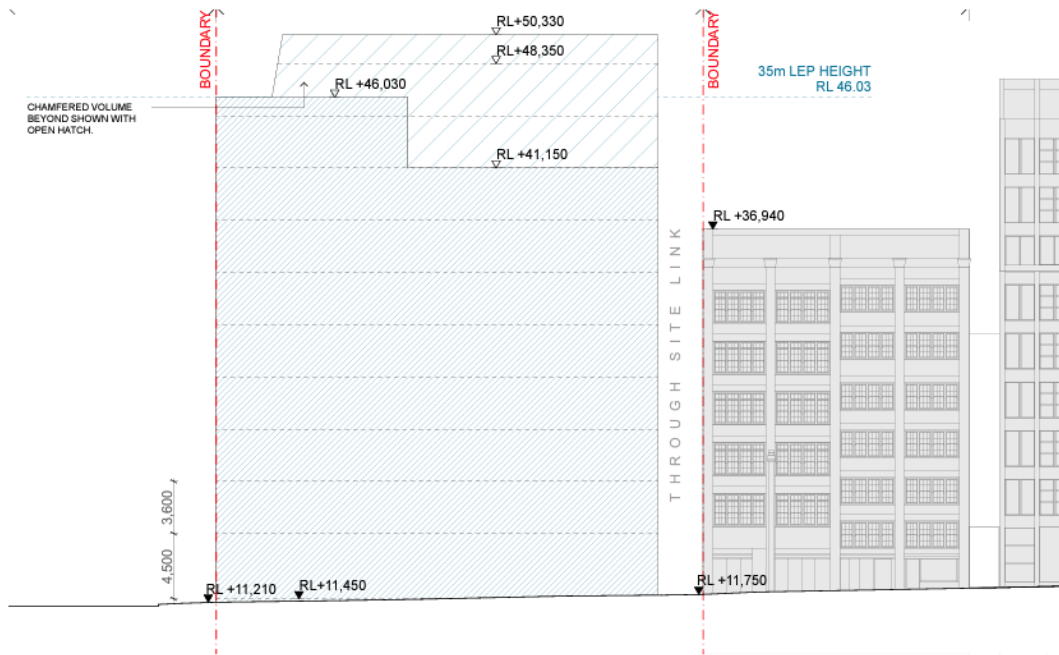 BOUNDARY
BOUNDARY
RL+50,330
RL+48,350
35m LEP HEIGHT
RL 46.03
RL +46,030
CHAMFERED VOLUME
BEYOND SHOWN WITH
OPEN HATCH.
RL +41,150
RL +36,940
THROUGH SITE LINK
3,600
4,500
RL +11,210
RL+11,450
RL +11,750